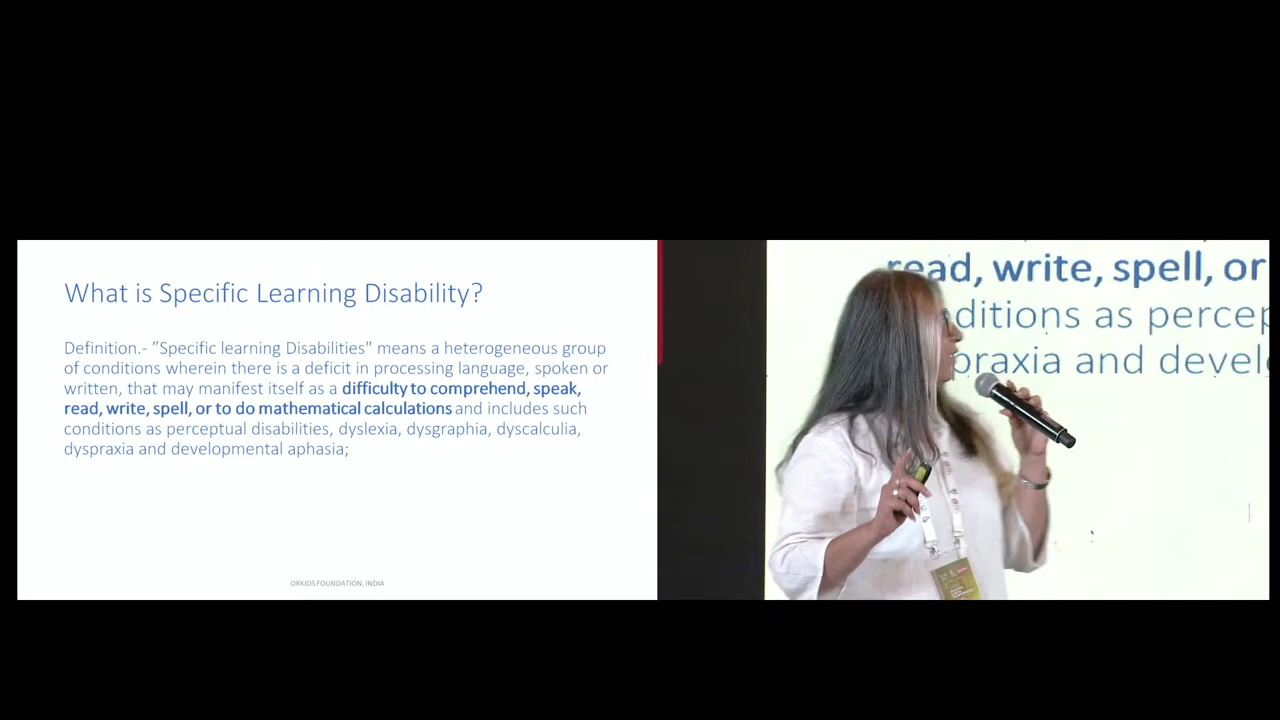 What is Specific Learning Disability?
Definition.- ”Specific learning Disabilities" means a heterogeneous group
of conditions wherein there is a deficit in processing language, spoken or
written, that may manifest itself as a difficulty to comprehend, speak,
read, write, spell, or to do mathematical calculations and includes such
conditions as perceptual disabilities, dyslexia, dysgraphia, dyscalculia,
dyspraxia and developmental aphasia;
ORKIDS FOUNDATION, INDIA
read, write, spell, or
ditions as percep
praxia and develo